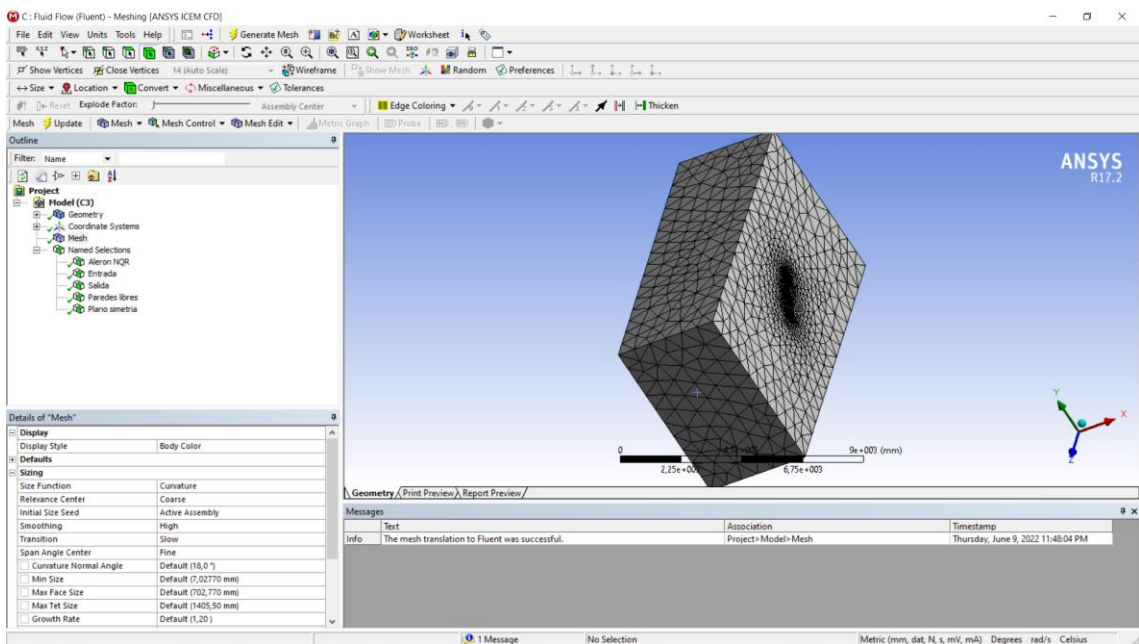 C : Fluid Flow (Fluent) - Meshing [ANSYS ICEM CFD]
File Edit View Units Tools Help Generate Mesh Worksheet
Show Vertices Close Vertices 14 (Auto Scale) Wireframe Show Mesh Random Preferences
Size Location Convert Miscellaneous Tolerances
Reset Explode Factor: Assembly Center Edge Coloring Thicken
Mesh Update Mesh Mesh Control Mesh Edit Metric Graph Probe
Outline
Filter: Name
Project
Model (C3)
Geometry
Coordinate Systems
Mesh
Named Selections
Aleron NQR
Entrada
Salida
Paredes libres
Plano simetria
Details of "Mesh"
Display
Display Style Body Color
Defaults
Sizing
Size Function Curvature
Relevance Center Coarse
Initial Size Seed Active Assembly
Smoothing High
Transition Slow
Span Angle Center Fine
Curvature Normal Angle Default (18,0 °)
Min Size Default (7,02770 mm)
Max Face Size Default (702,770 mm)
Max Tet Size Default (1405,50 mm)
Growth Rate Default (1,20 )
ANSYS
R17.2
Y
X
Z
0 9e+003 (mm)
2,25e+003 6,75e+003
Geometry Print Preview Report Preview
Messages
Text Association Timestamp
Info The mesh translation to Fluent was successful. Project>Model>Mesh Thursday, June 9, 2022 11:48:04 PM
1 Message No Selection Metric (mm, dat, N, s, mV, mA) Degrees rad/s Celsius